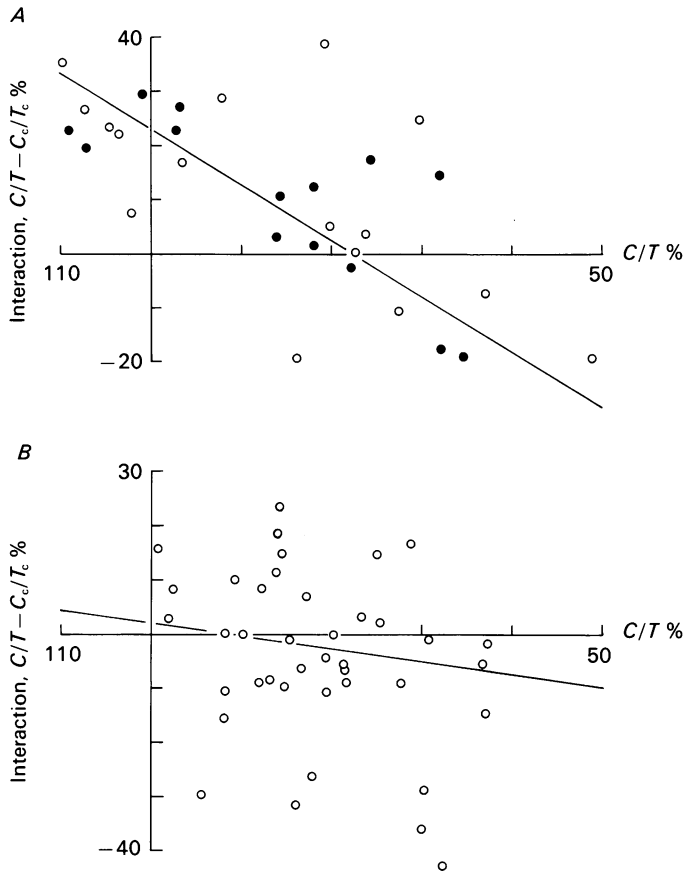 A
40
Interaction, C/T − Cc/Tc %
C/T %
110
50
−20
B
30
Interaction, C/T − Cc/Tc %
C/T %
110
50
−40